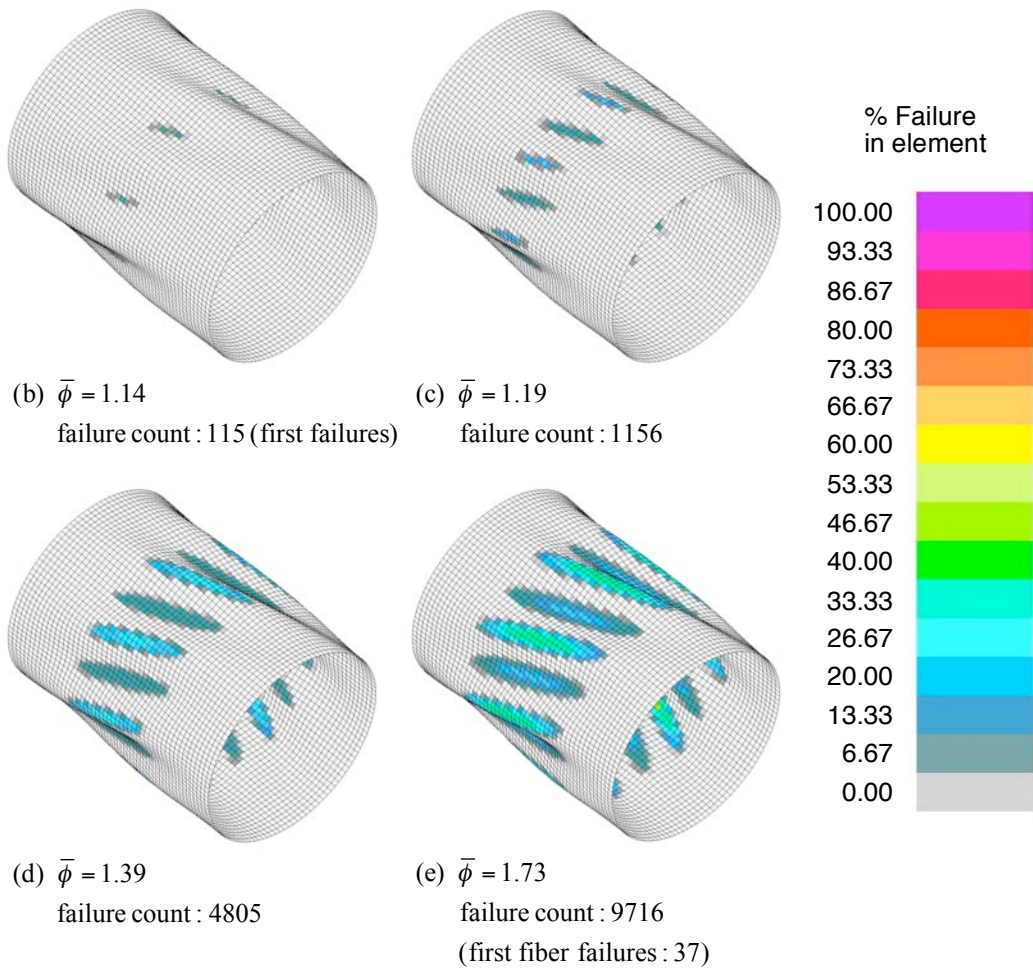 (b) ϕ̅ = 1.14
failure count : 115 (first failures)
(c) ϕ̅ = 1.19
failure count : 1156
(d) ϕ̅ = 1.39
failure count : 4805
(e) ϕ̅ = 1.73
failure count : 9716
(first fiber failures : 37)
% Failure
in element
100.00
93.33
86.67
80.00
73.33
66.67
60.00
53.33
46.67
40.00
33.33
26.67
20.00
13.33
6.67
0.00